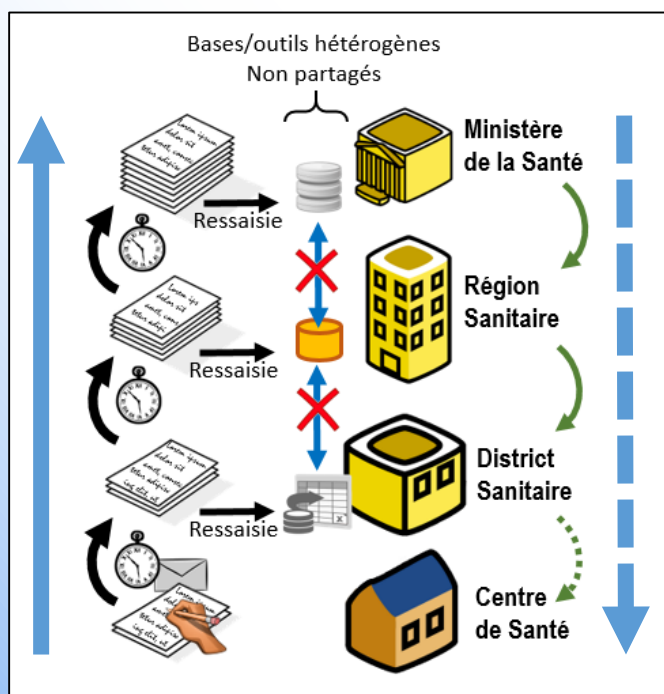 Bases/outils hétérogènes
Non partagés
Ministère
de la Santé
Ressaisie
Région
Sanitaire
Ressaisie
District
Sanitaire
Ressaisie
Centre
de Santé